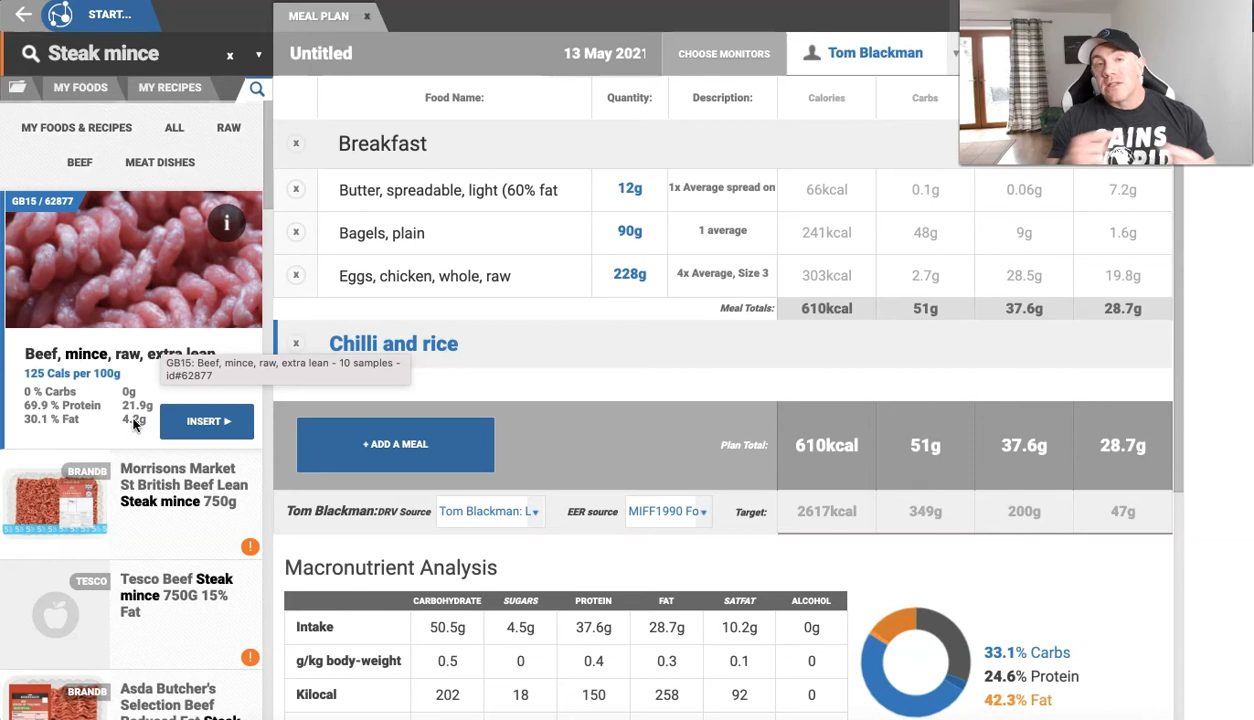 START...
Steak mince
x
MY FOODS
MY RECIPES
MY FOODS & RECIPES
ALL
RAW
BEEF
MEAT DISHES
GB15 / 62877
i
Beef, mince, raw, extra lean
GB15: Beef, mince, raw, extra lean - 10 samples -
id#62877
125 Cals per 100g
0 % Carbs 0g
69.9 % Protein 21.9g
30.1 % Fat 4.2g
INSERT ►
BRANDB
Morrisons Market
St British Beef Lean
Steak mince 750g
TESCO
Tesco Beef Steak
mince 750G 15%
Fat
BRANDB
Asda Butcher's
Selection Beef
MEAL PLAN x
Untitled 13 May 2021 CHOOSE MONITORS Tom Blackman
Food Name: Quantity: Description: Calories Carbs
x Breakfast
x Butter, spreadable, light (60% fat 12g 1x Average spread on 66kcal 0.1g 0.06g 7.2g
x Bagels, plain 90g 1 average 241kcal 48g 9g 1.6g
x Eggs, chicken, whole, raw 228g 4x Average, Size 3 303kcal 2.7g 28.5g 19.8g
Meal Totals: 610kcal 51g 37.6g 28.7g
x Chilli and rice
+ ADD A MEAL Plan Total: 610kcal 51g 37.6g 28.7g
Tom Blackman: DRV Source Tom Blackman: L EER source MIFF1990 Fo Target: 2617kcal 349g 200g 47g
Macronutrient Analysis
CARBOHYDRATE SUGARS PROTEIN FAT SATFAT ALCOHOL
Intake 50.5g 4.5g 37.6g 28.7g 10.2g 0g
g/kg body-weight 0.5 0 0.4 0.3 0.1 0
Kilocal 202 18 150 258 92 0
33.1% Carbs
24.6% Protein
42.3% Fat
GAINS